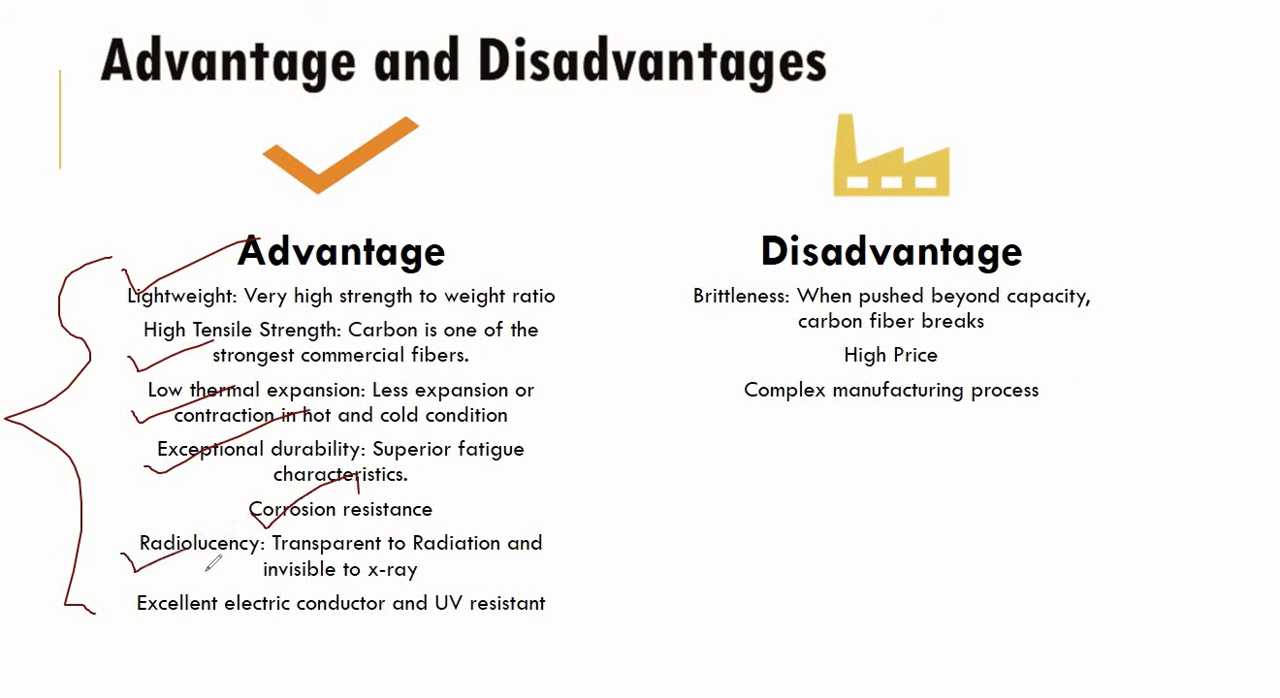 Advantage and Disadvantages
Advantage
Lightweight: Very high strength to weight ratio
High Tensile Strength: Carbon is one of the
strongest commercial fibers.
Low thermal expansion: Less expansion or
contraction in hot and cold condition
Exceptional durability: Superior fatigue
characteristics.
Corrosion resistance
Radiolucency: Transparent to Radiation and
invisible to x-ray
Excellent electric conductor and UV resistant
Disadvantage
Brittleness: When pushed beyond capacity,
carbon fiber breaks
High Price
Complex manufacturing process